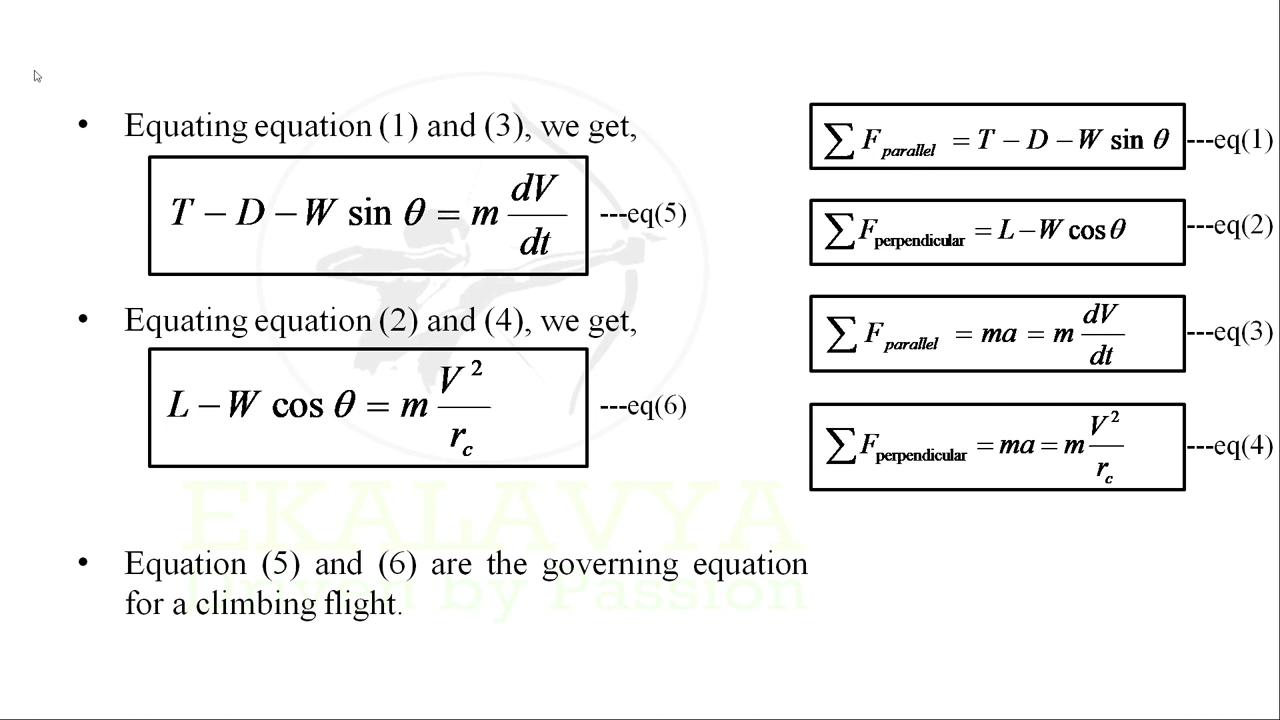 • Equating equation (1) and (3), we get,
T − D − W sin θ = m dV/dt ---eq(5)
• Equating equation (2) and (4), we get,
L − W cos θ = m V²/r_c ---eq(6)
• Equation (5) and (6) are the governing equation
for a climbing flight.
∑ F_parallel = T − D − W sin θ ---eq(1)
∑ F_perpendicular = L − W cos θ ---eq(2)
∑ F_parallel = ma = m dV/dt ---eq(3)
∑ F_perpendicular = ma = m V²/r_c ---eq(4)
EKALAVYA
Driven by Passion